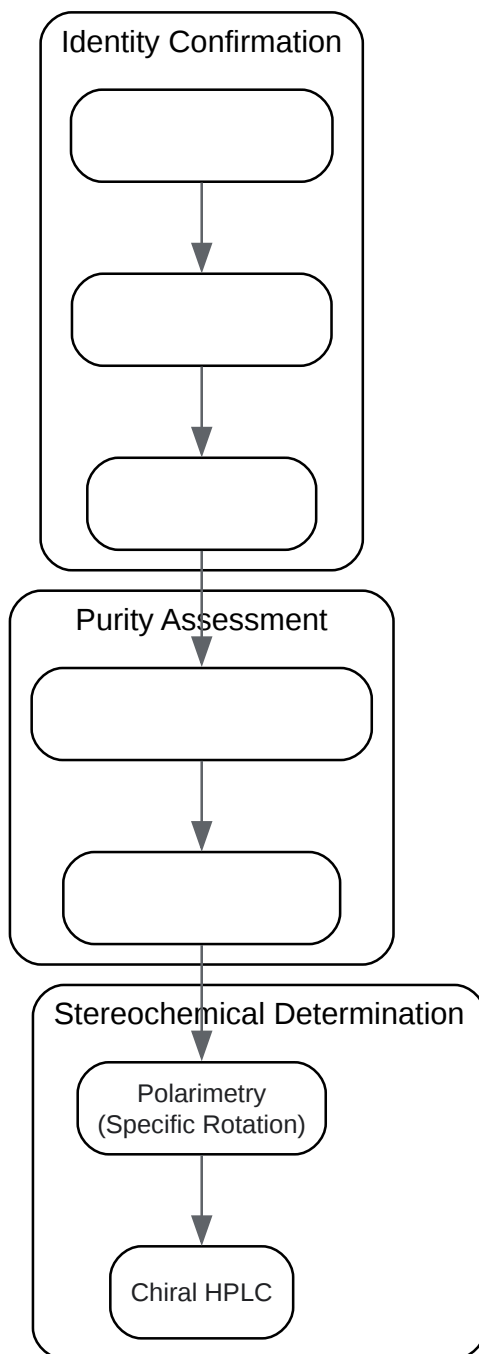 Identity Confirmation
Purity Assessment
Stereochemical Determination
Polarimetry
(Specific Rotation)
Chiral HPLC